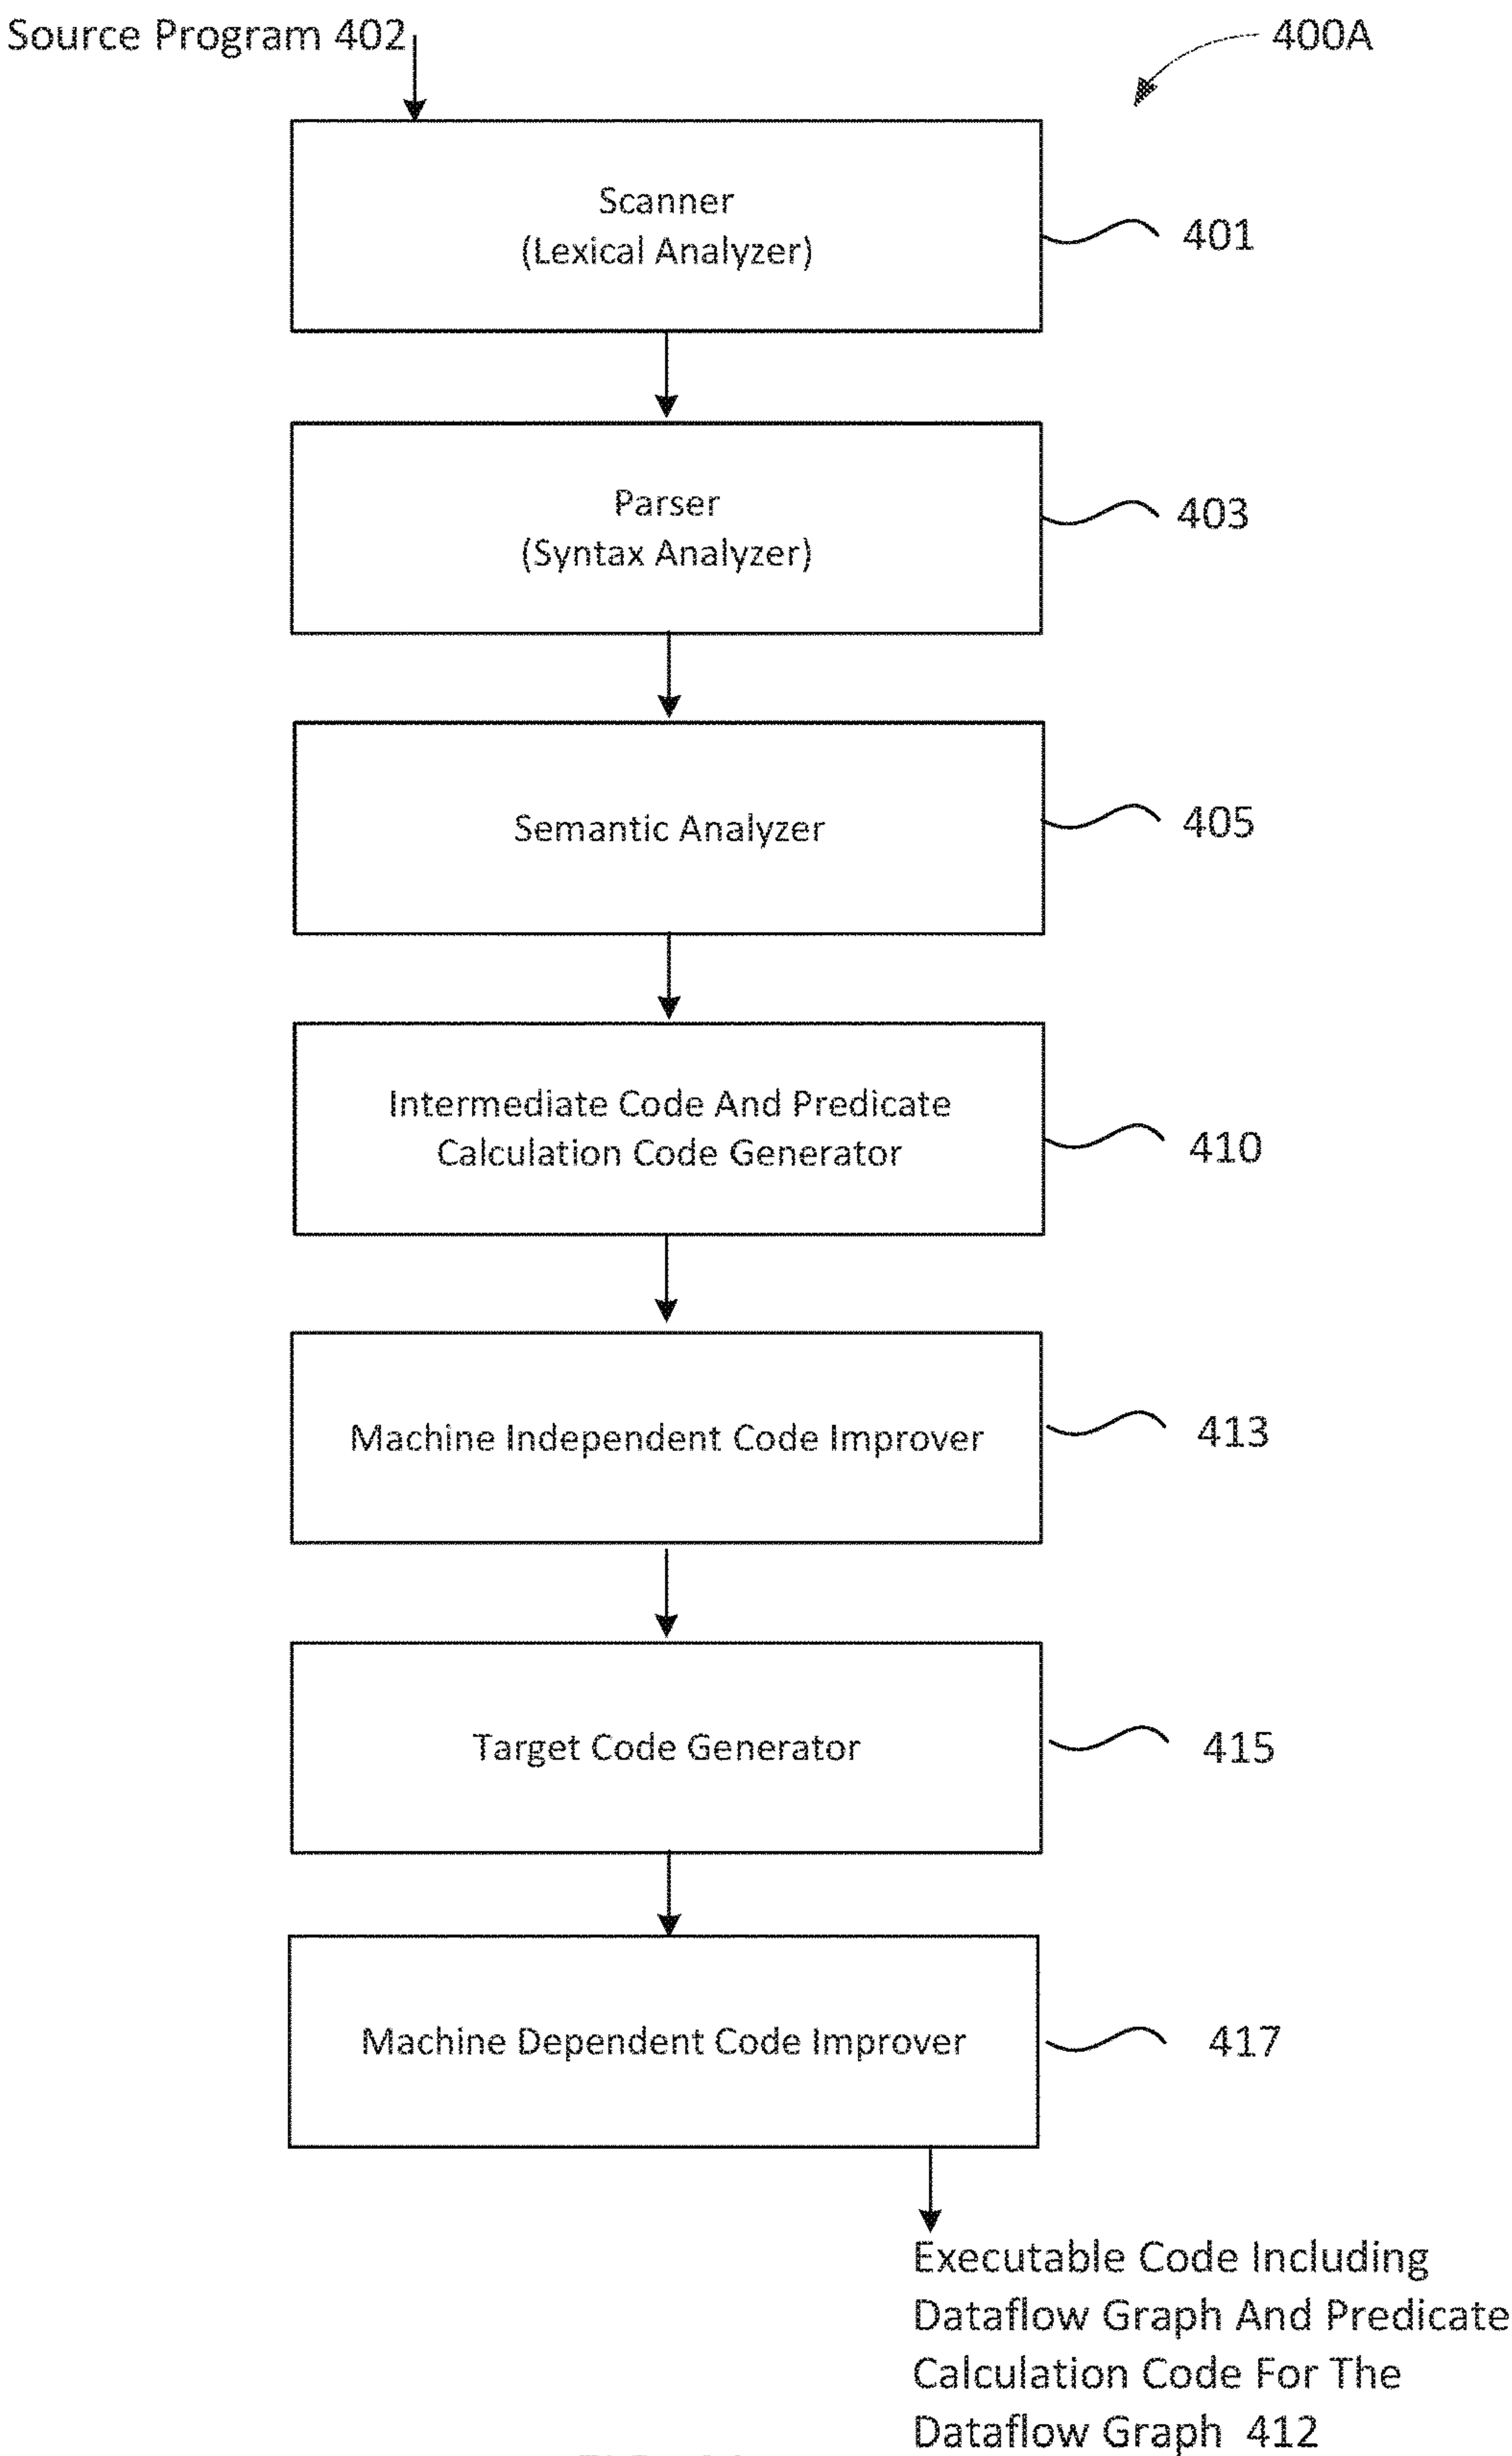 Source Program 402
400A
Scanner
(Lexical Analyzer)
401
Parser
(Syntax Analyzer)
403
Semantic Analyzer
405
Intermediate Code And Predicate
Calculation Code Generator
410
Machine Independent Code Improver
413
Target Code Generator
415
Machine Dependent Code Improver
417
Executable Code Including
Dataflow Graph And Predicate
Calculation Code For The
Dataflow Graph 412